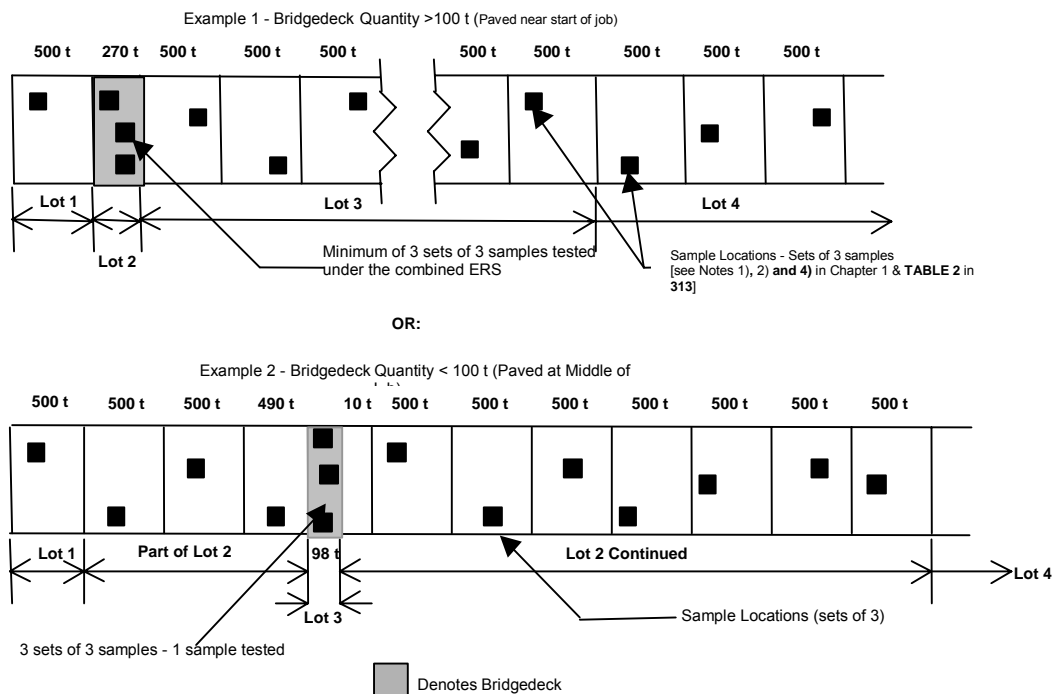 Example 1 - Bridgedeck Quantity >100 t (Paved near start of job)
500 t 270 t 500 t 500 t 500 t 500 t 500 t 500 t 500 t 500 t
Lot 1 Lot 3 Lot 4
Lot 2
Minimum of 3 sets of 3 samples tested
under the combined ERS
Sample Locations - Sets of 3 samples
[see Notes 1), 2) and 4) in Chapter 1 & TABLE 2 in
313]
OR:
Example 2 - Bridgedeck Quantity < 100 t (Paved at Middle of
500 t 500 t 500 t 490 t 10 t 500 t 500 t 500 t 500 t 500 t 500 t 500 t
Lot 1 Part of Lot 2 98 t Lot 2 Continued
Lot 4
Lot 3
Sample Locations (sets of 3)
3 sets of 3 samples - 1 sample tested
Denotes Bridgedeck